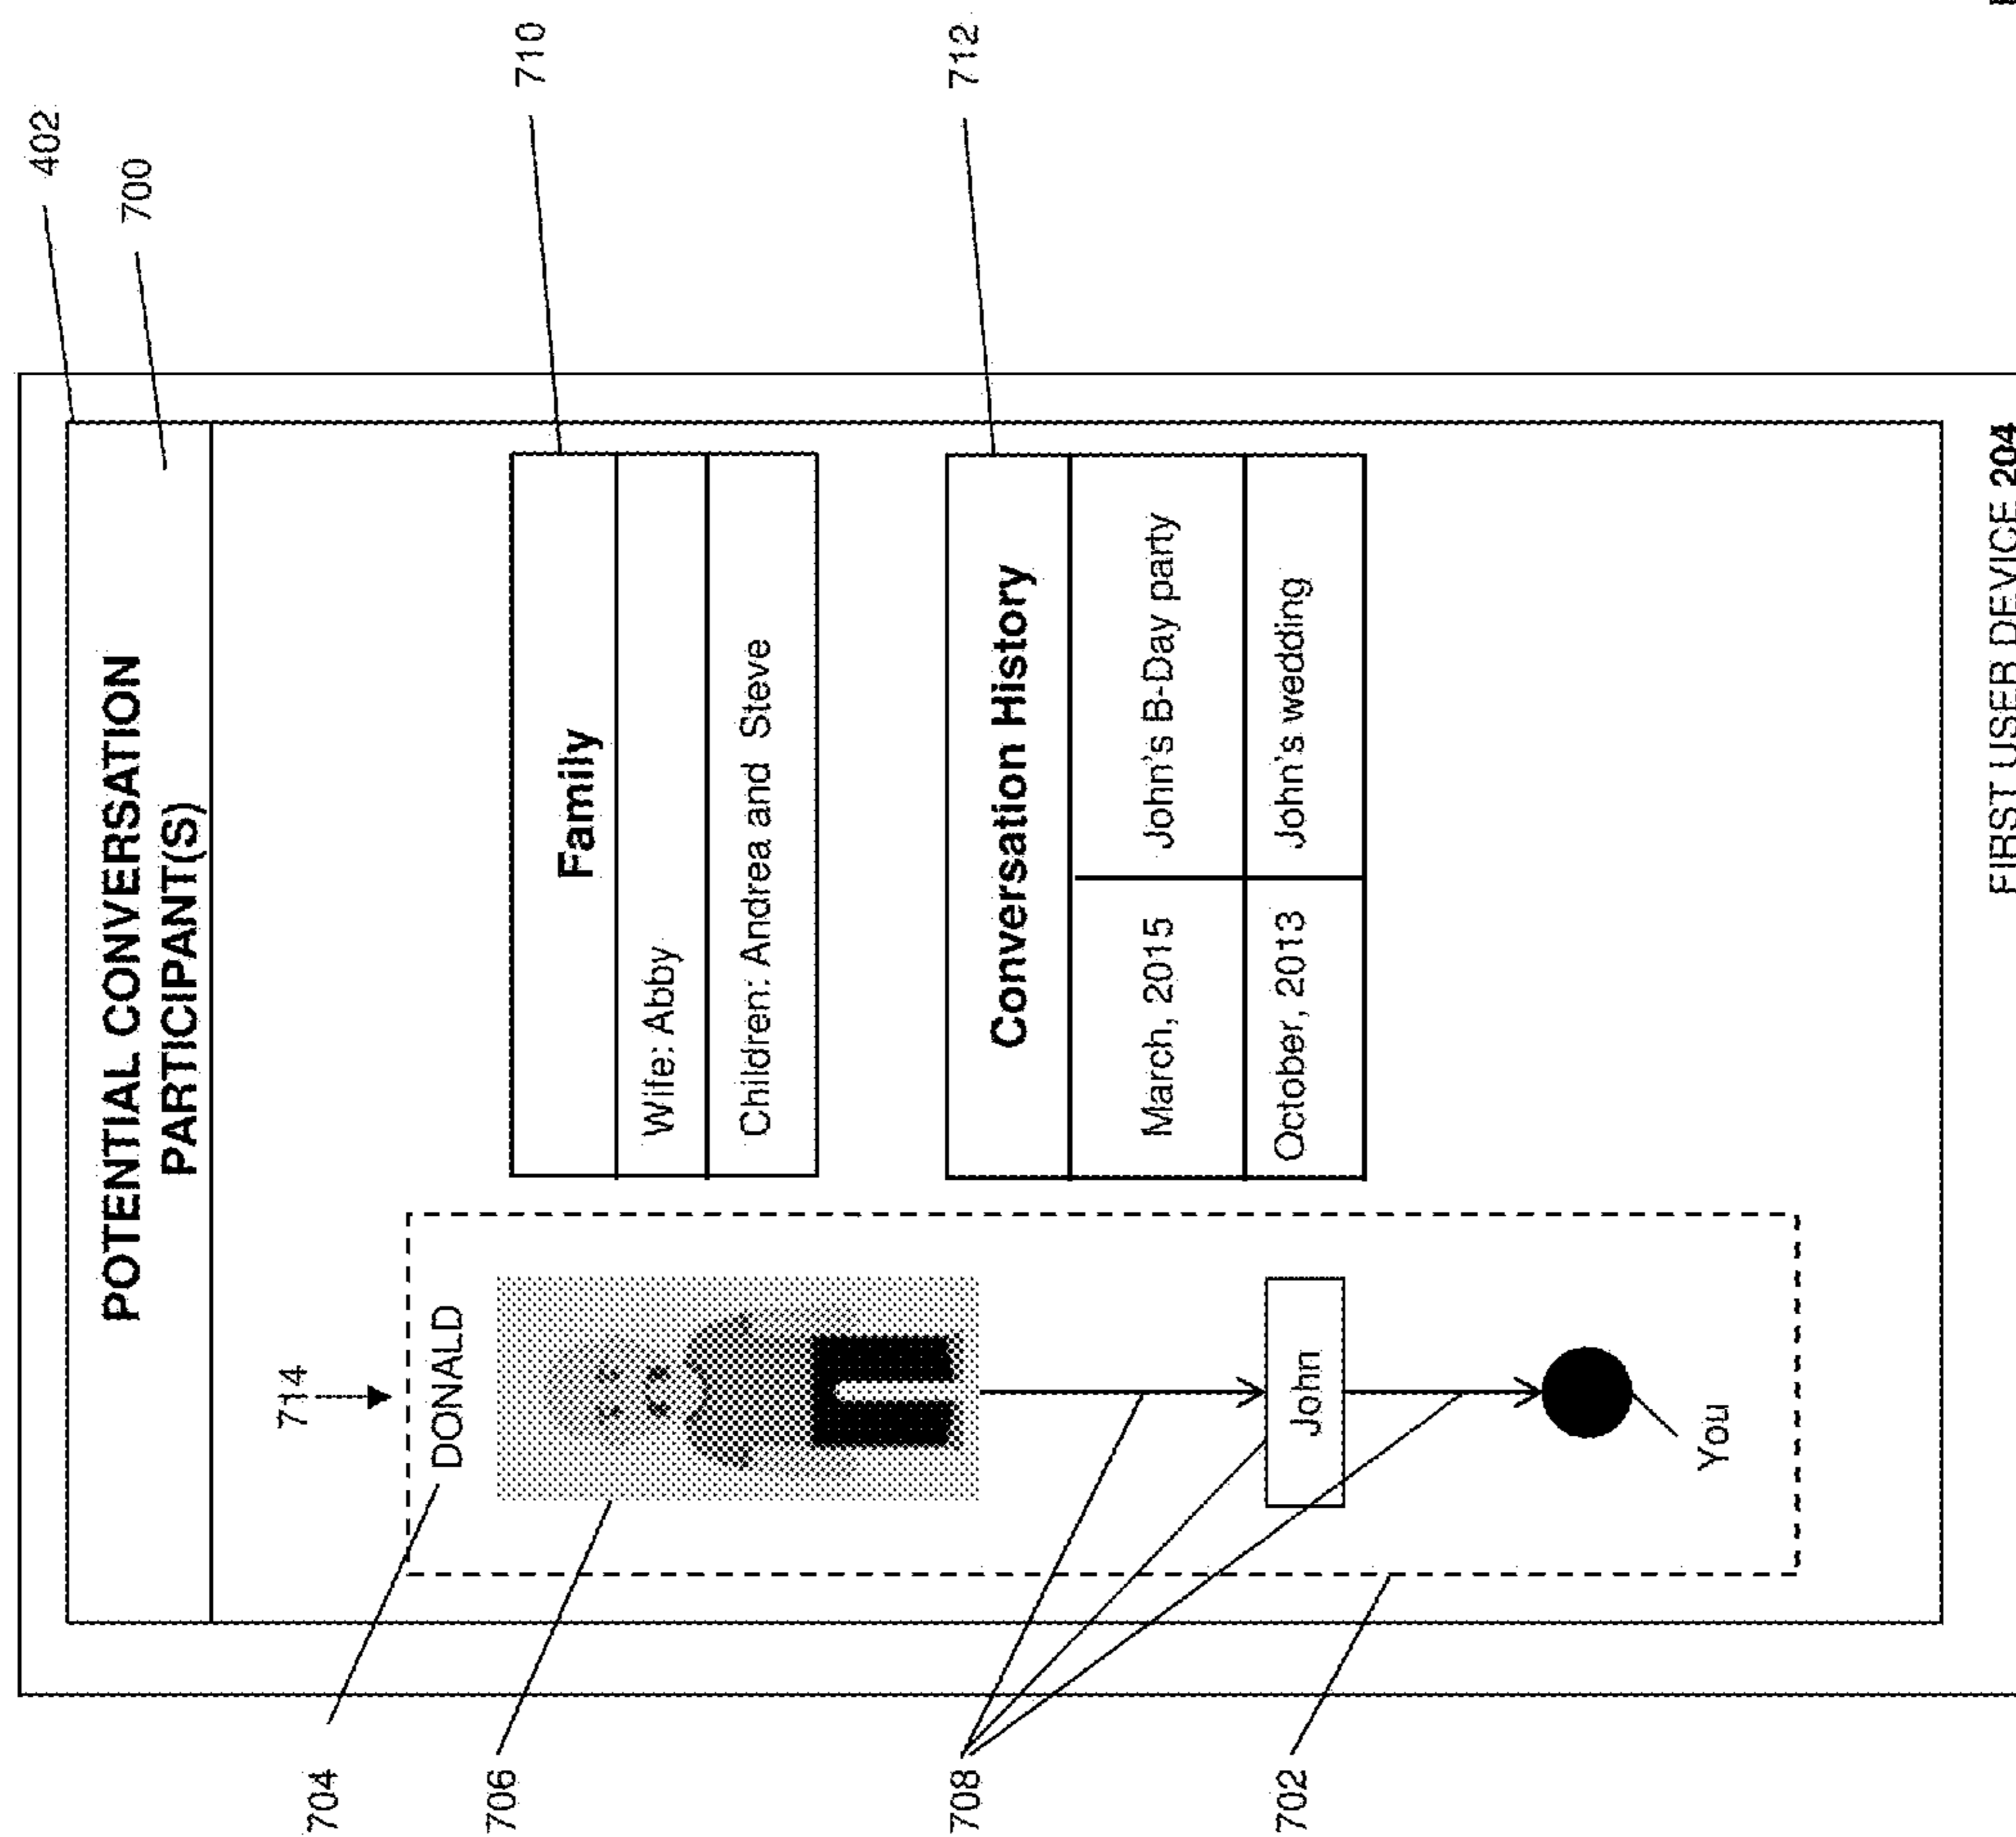 402
POTENTIAL CONVERSATION
PARTICIPANT(S)
700
714
704
DONALD
706
710
Family
Wife: Abby
Children: Andrea and Steve
708
712
Conversation History
March, 2015 John's B-Day party
October, 2013 John's wedding
702
John
You
FIRST USER DEVICE 204